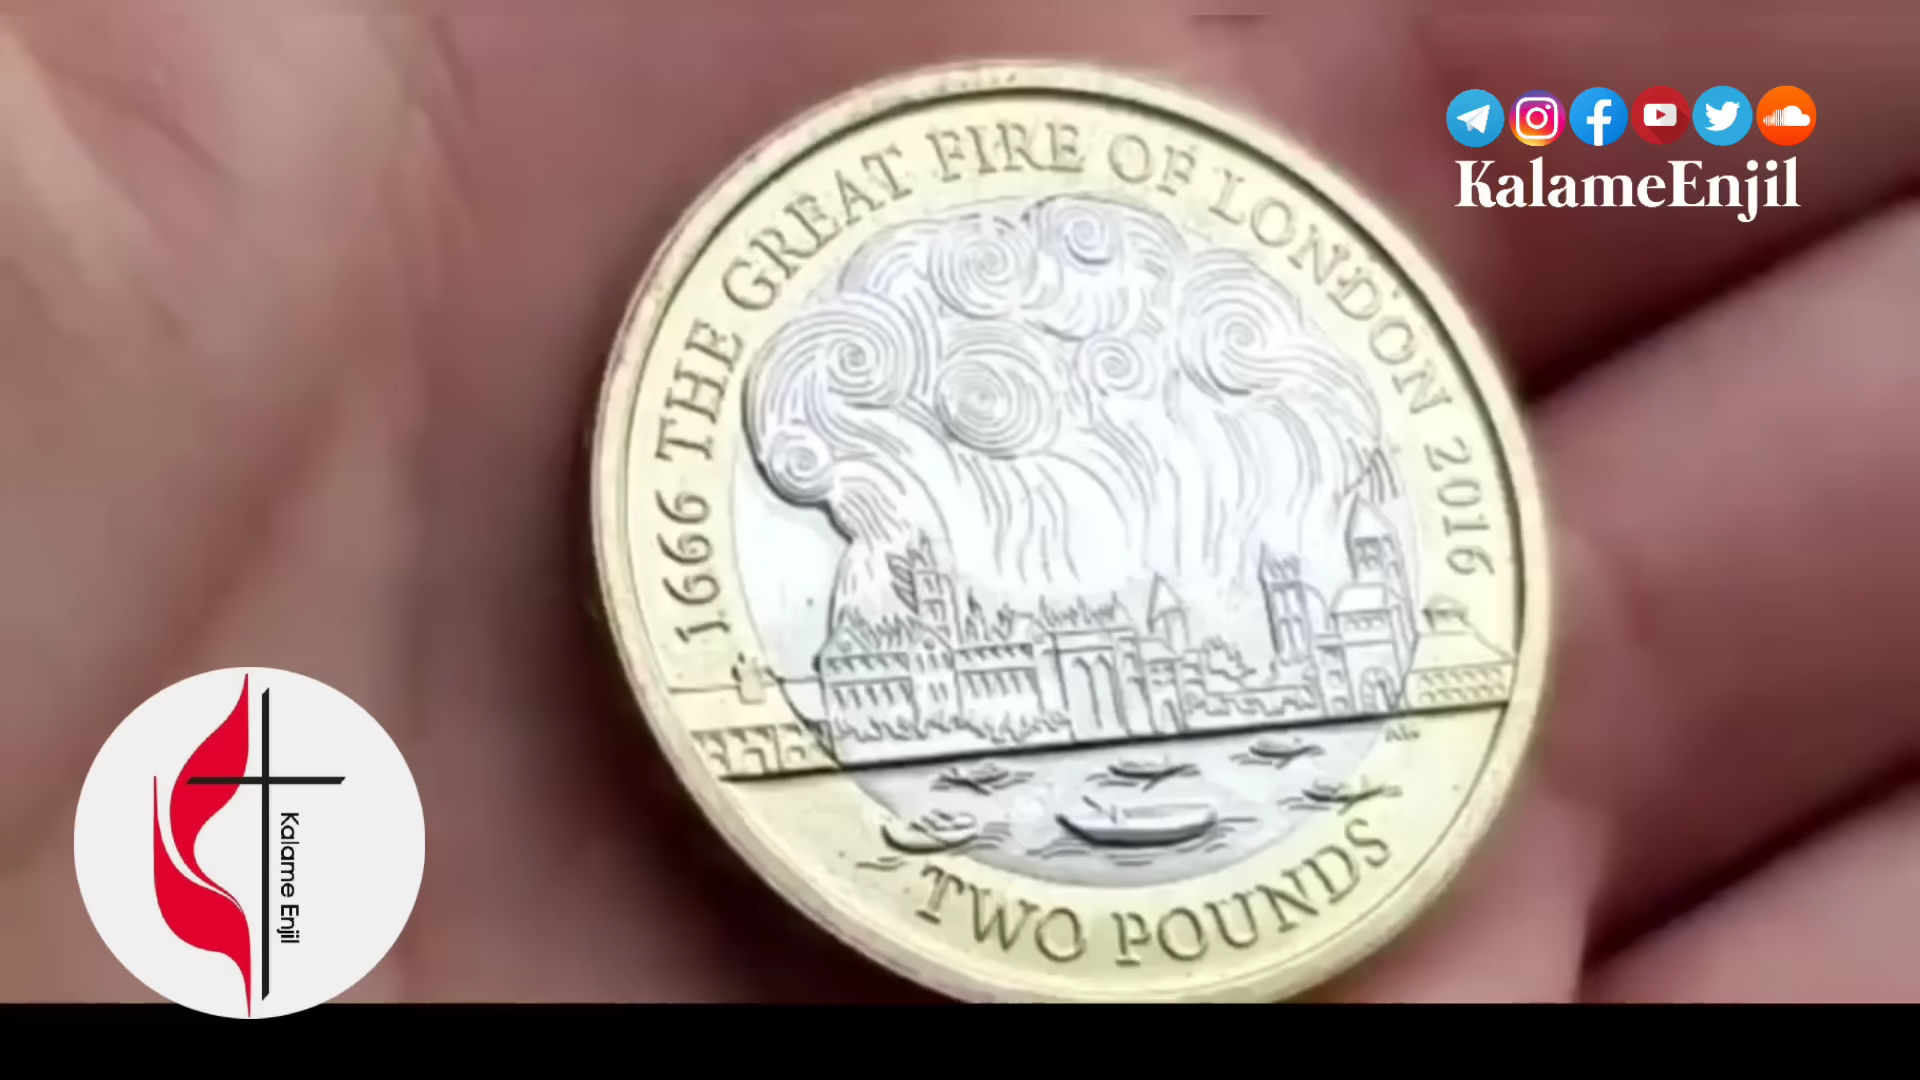 KalameEnjil
1666 THE GREAT FIRE OF LONDON 2016
TWO POUNDS
Kalame Enjil